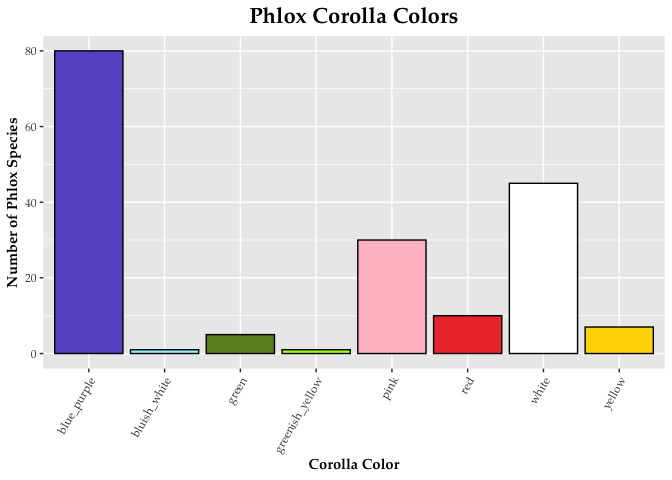 Phlox Corolla Colors
Number of Phlox Species
80
60
40
20
0
blue_purple
bluish_white
green
greenish_yellow
pink
red
white
yellow
Corolla Color